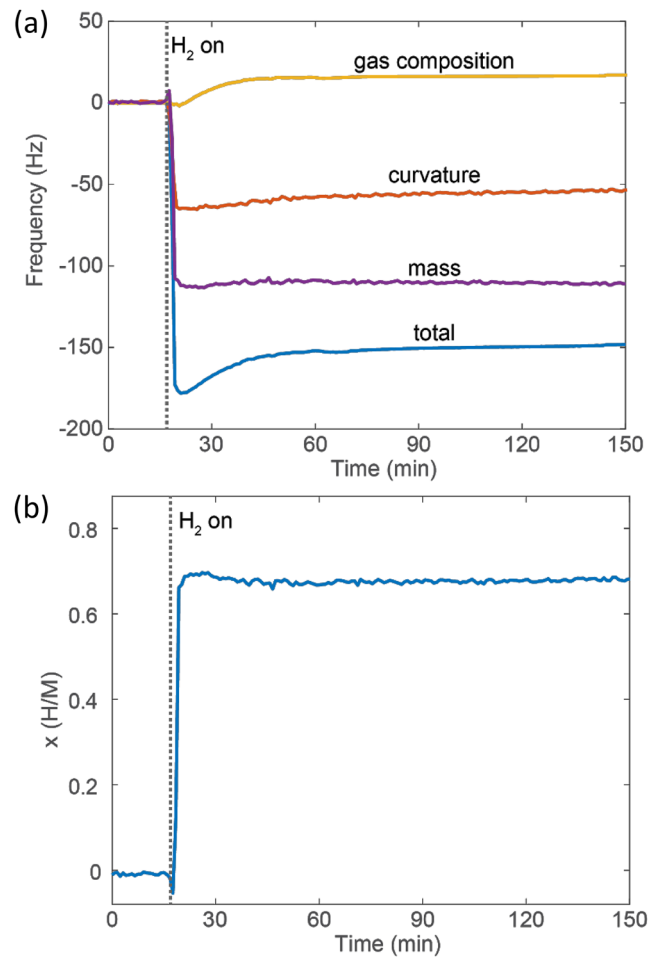 (a)
50
H2 on
gas composition
0
Frequency (Hz)
-50
curvature
-100
mass
-150
total
-200
0 30 60 90 120 150
Time (min)
(b)
0.8
H2 on
0.6
x (H/M)
0.4
0.2
0
0 30 60 90 120 150
Time (min)